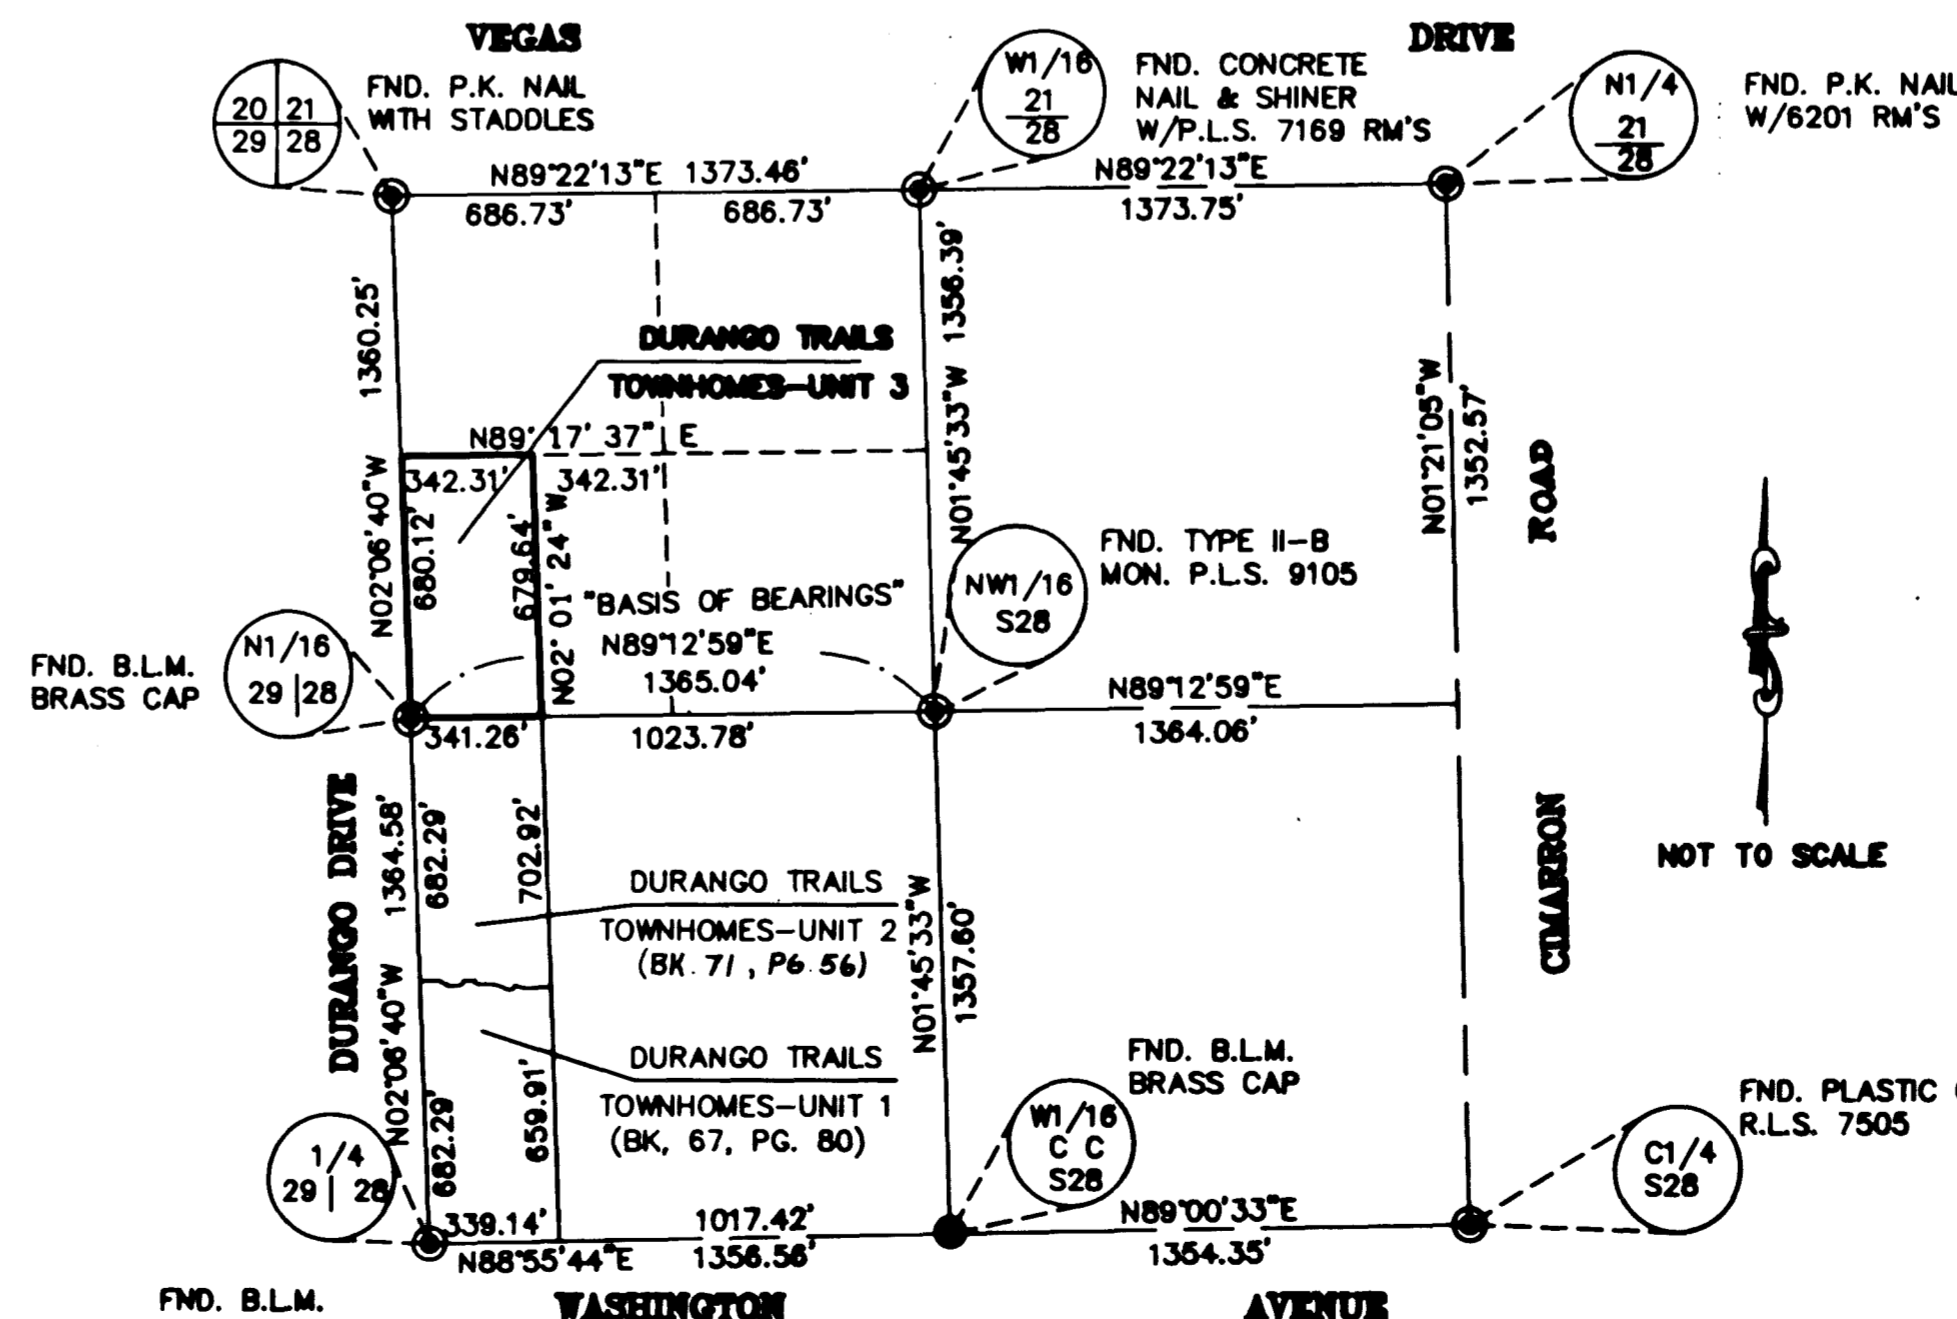 VEGAS
DRIVE
20 21
29 28
FND. P.K. NAIL
WITH STADDLES
W1/16
21
28
FND. CONCRETE
NAIL & SHINER
W/P.L.S. 7169 RM'S
N1/4
21
28
FND. P.K. NAIL
W/6201 RM'S
N89°22'13"E 1373.46'
686.73'
686.73'
N89°22'13"E
1373.75'
1360.25'
N02°06'40"W
1356.39'
N01°45'33"W
N01°21'05"W
1352.57'
DURANGO TRAILS
TOWNHOMES-UNIT 3
N89° 17' 37" E
342.31'
342.31'
680.12'
679.64'
N02° 01' 24" W
"BASIS OF BEARINGS"
N89°12'59"E
1365.04'
NW1/16
S28
FND. TYPE II-B
MON. P.L.S. 9105
ROAD
FND. B.L.M.
BRASS CAP
N1/16
29 | 28
341.26'
1023.78'
N89°12'59"E
1364.06'
NOT TO SCALE
DURANGO DRIVE
1364.58'
N02°06'40"W
682.29'
702.92'
DURANGO TRAILS
TOWNHOMES-UNIT 2
(BK. 71, PG. 56)
N01°45'33"W
1357.60'
CIMARRON
682.29'
659.91'
DURANGO TRAILS
TOWNHOMES-UNIT 1
(BK, 67, PG. 80)
FND. B.L.M.
BRASS CAP
W1/16
C C
S28
FND. PLASTIC
R.L.S. 7505
C1/4
S28
1/4
29 | 28
339.14'
1017.42'
N88°55'44"E
1356.56'
N89°00'33"E
1354.35'
FND. B.L.M.
WASHINGTON
AVENUE